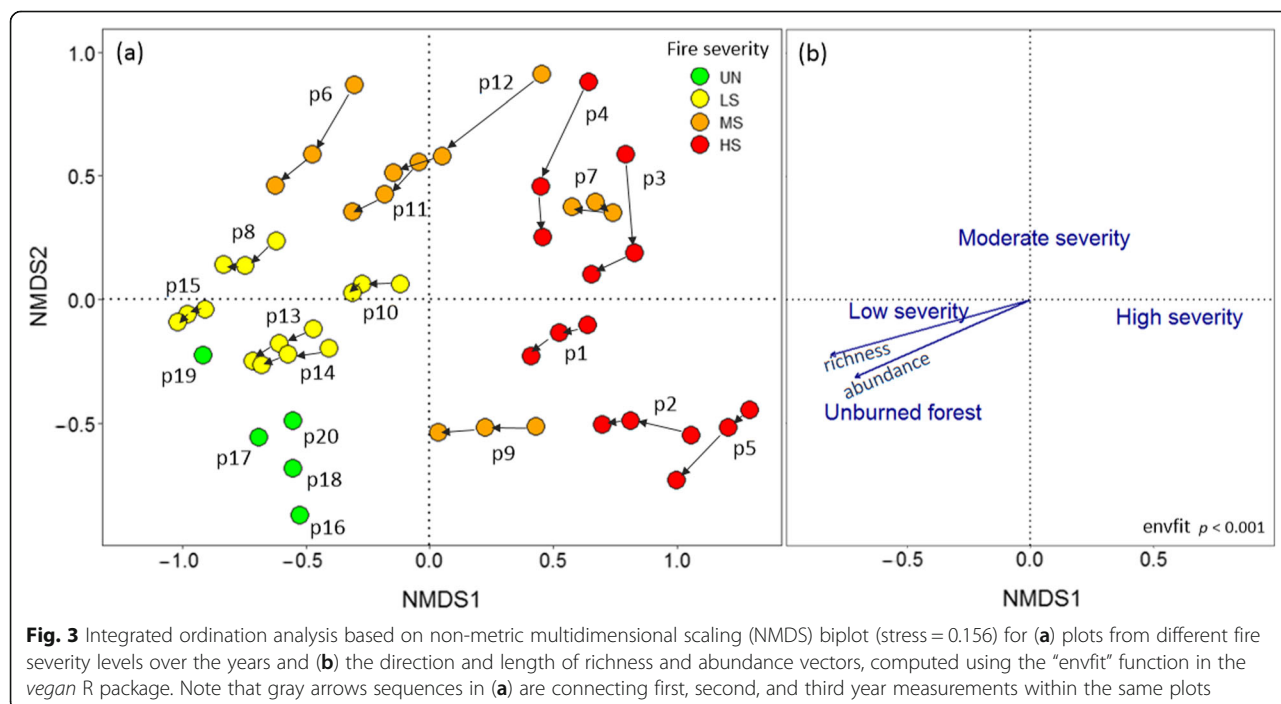 (a)
Fire severity
UN
LS
MS
HS
p6
p12
p4
p3
p7
p11
p8
p15
p10
p13
p14
p1
p19
p20
p17
p18
p16
p9
p2
p5
1.0
0.5
0.0
−0.5
NMDS2
−1.0
−0.5
0.0
0.5
1.0
NMDS1
(b)
Moderate severity
Low severity
High severity
richness
abundance
Unburned forest
envfit p < 0.001
−0.5
0.0
0.5
NMDS1
Fig. 3 Integrated ordination analysis based on non-metric multidimensional scaling (NMDS) biplot (stress = 0.156) for (a) plots from different fire
severity levels over the years and (b) the direction and length of richness and abundance vectors, computed using the “envfit” function in the
vegan R package. Note that gray arrows sequences in (a) are connecting first, second, and third year measurements within the same plots